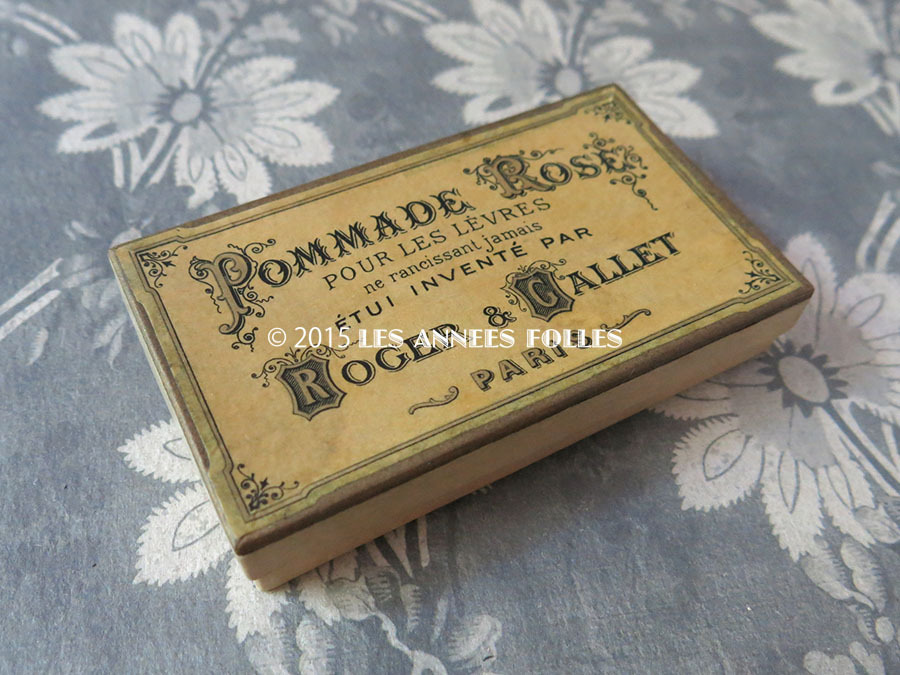 POMMADE ROSE
POUR LES LÈVRES
ne rancissant jamais
ÉTUI INVENTÉ PAR
ROGER & GALLET
PARIS
© 2015 LES ANNEES FOLLES